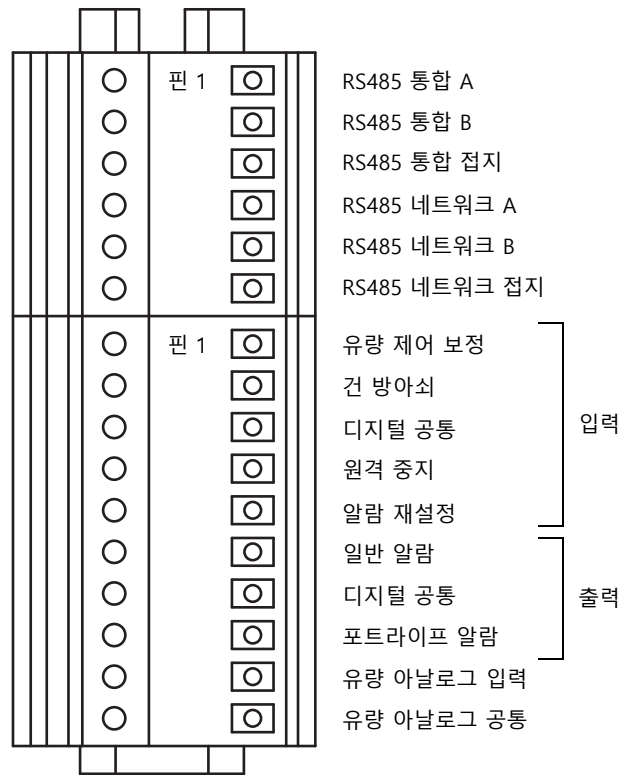 핀 1 RS485 통합 A
RS485 통합 B
RS485 통합 접지
RS485 네트워크 A
RS485 네트워크 B
RS485 네트워크 접지
핀 1 유량 제어 보정
건 방아쇠
디지털 공통
원격 중지
알람 재설정
입력
일반 알람
디지털 공통
포트라이프 알람
출력
유량 아날로그 입력
유량 아날로그 공통